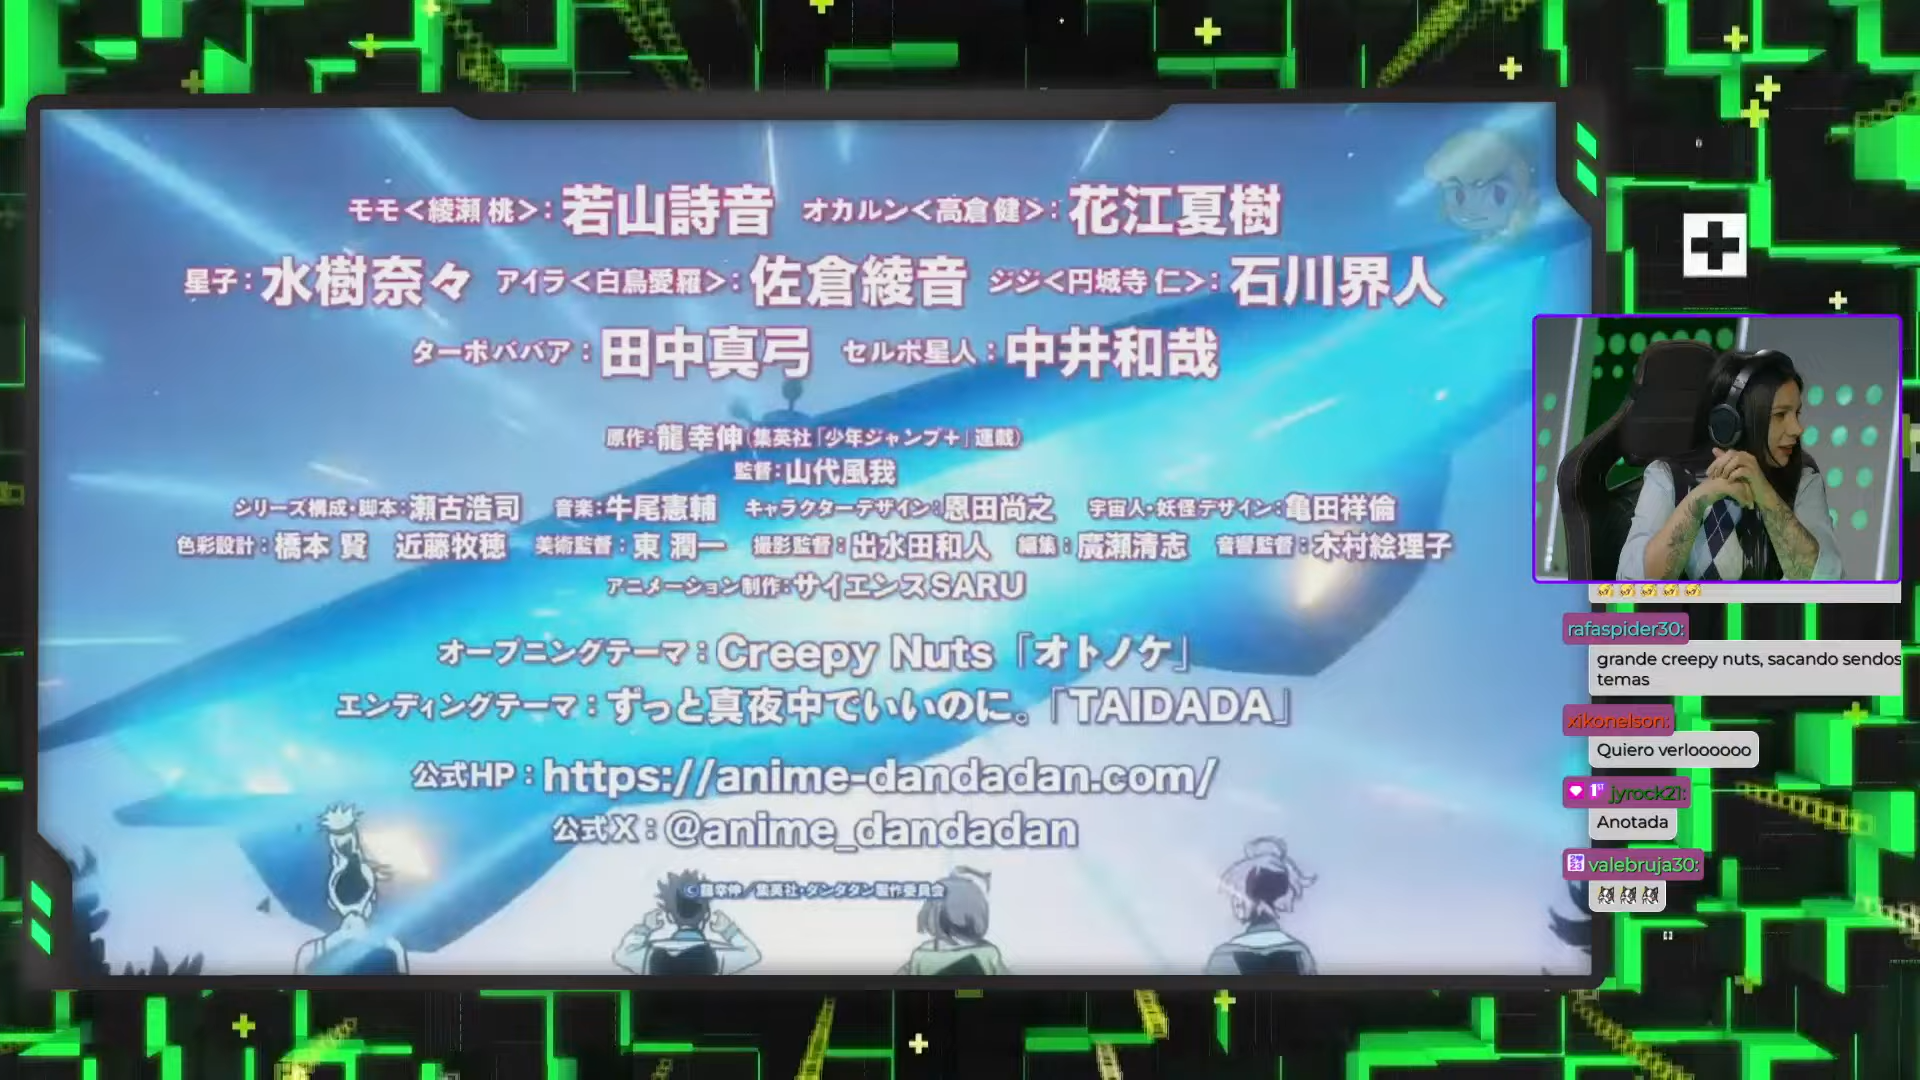 モモ<綾瀬 桃>:若山詩音 オカルン<高倉健>:花江夏樹
星子:水樹奈々 アイラ<白鳥愛羅>:佐倉綾音 ジジ<円城寺 仁>:石川界人
ターボババア:田中真弓 セルポ星人:中井和哉
原作:龍幸伸(集英社「少年ジャンプ+」連載)
監督:山代風我
シリーズ構成・脚本:瀬古浩司 音楽:牛尾憲輔 キャラクターデザイン:恩田尚之 宇宙人・妖怪デザイン:亀田祥倫
色彩設計:橋本 賢 近藤牧穂 美術監督:東 潤一 撮影監督:出水田和人 編集:廣瀬清志 音響監督:木村絵理子
アニメーション制作:サイエンスSARU
オープニングテーマ:Creepy Nuts「オトノケ」
エンディングテーマ:ずっと真夜中でいいのに。「TAIDADA」
公式HP:https://anime-dandadan.com/
公式X:@anime_dandadan
©龍幸伸/集英社・ダンダダン製作委員会
rafaspider30:
grande creepy nuts, sacando sendos
temas
xikonelson:
Quiero verloooooo
1ST jyrock21:
Anotada
valebruja30: